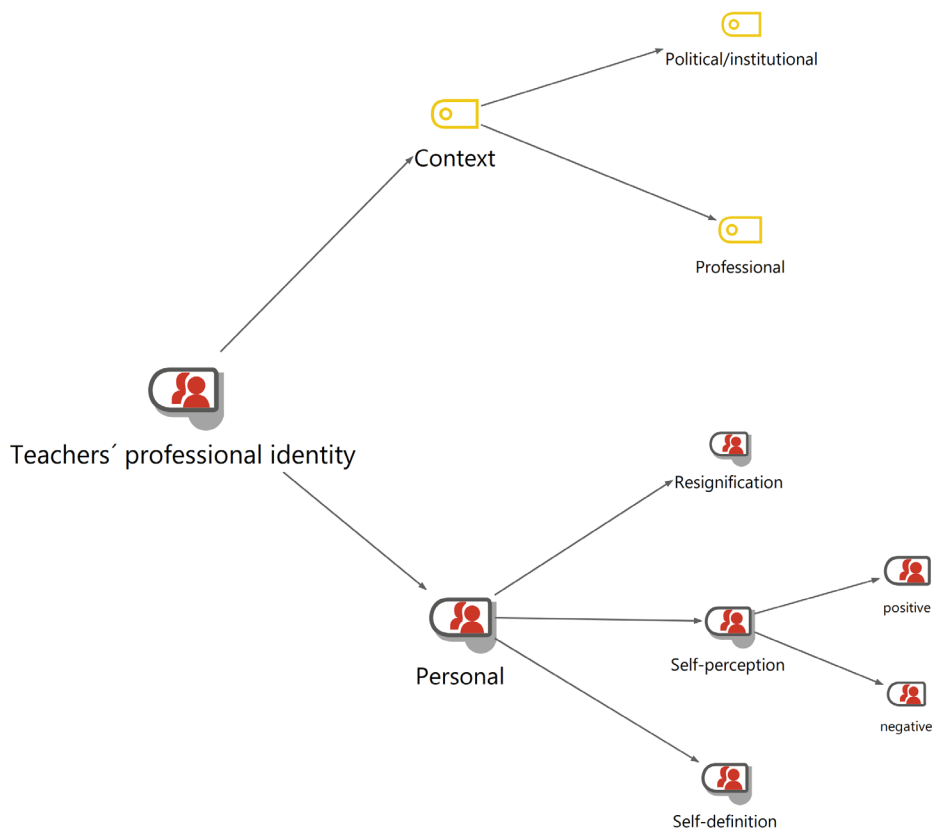 Political/institutional
Context
Professional
Teachers´ professional identity
Resignification
positive
Self-perception
Personal
negative
Self-definition